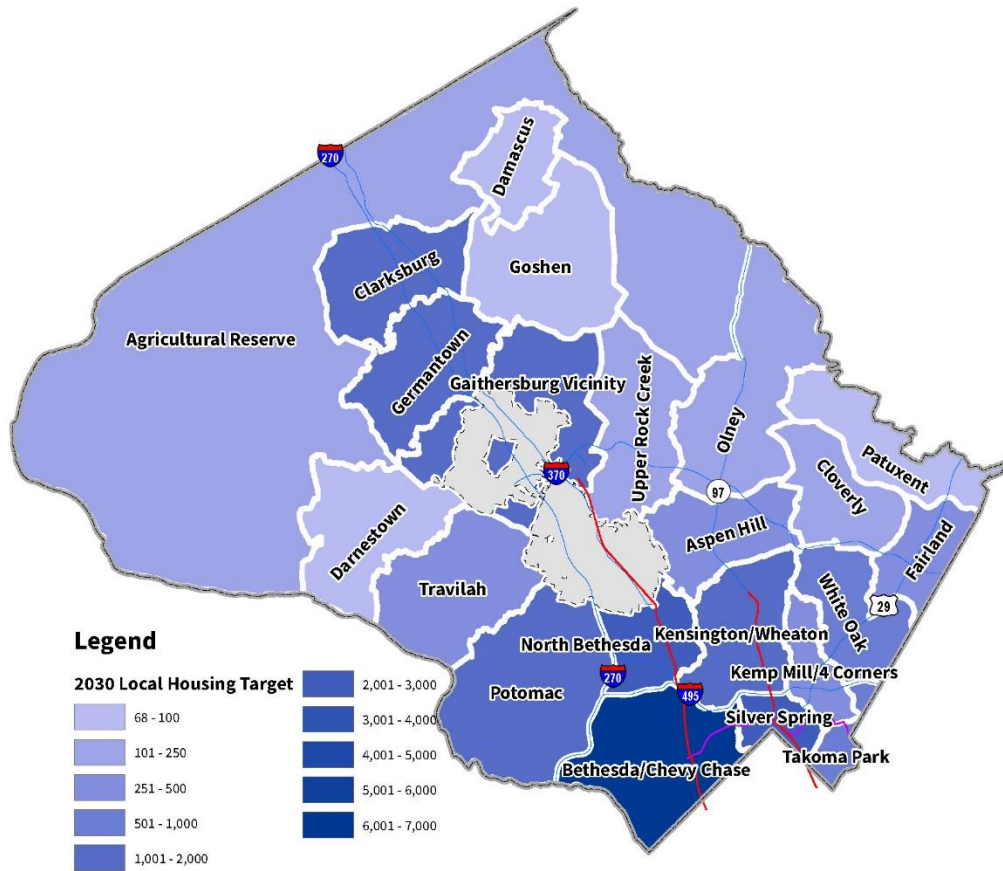 270
Damascus
Clarksburg
Goshen
Agricultural Reserve
Germantown
Gaithersburg Vicinity
Upper Rock Creek
Olney
Patuxent
Cloverly
370
97
Darnestown
Aspen Hill
Fairland
Travilah
White Oak
29
Legend
North Bethesda
Kensington/Wheaton
2030 Local Housing Target
Potomac
270
Kemp Mill/4 Corners
495
Silver Spring
Bethesda/Chevy Chase
Takoma Park
68 - 100
101 - 250
251 - 500
501 - 1,000
1,001 - 2,000
2,001 - 3,000
3,001 - 4,000
4,001 - 5,000
5,001 - 6,000
6,001 - 7,000